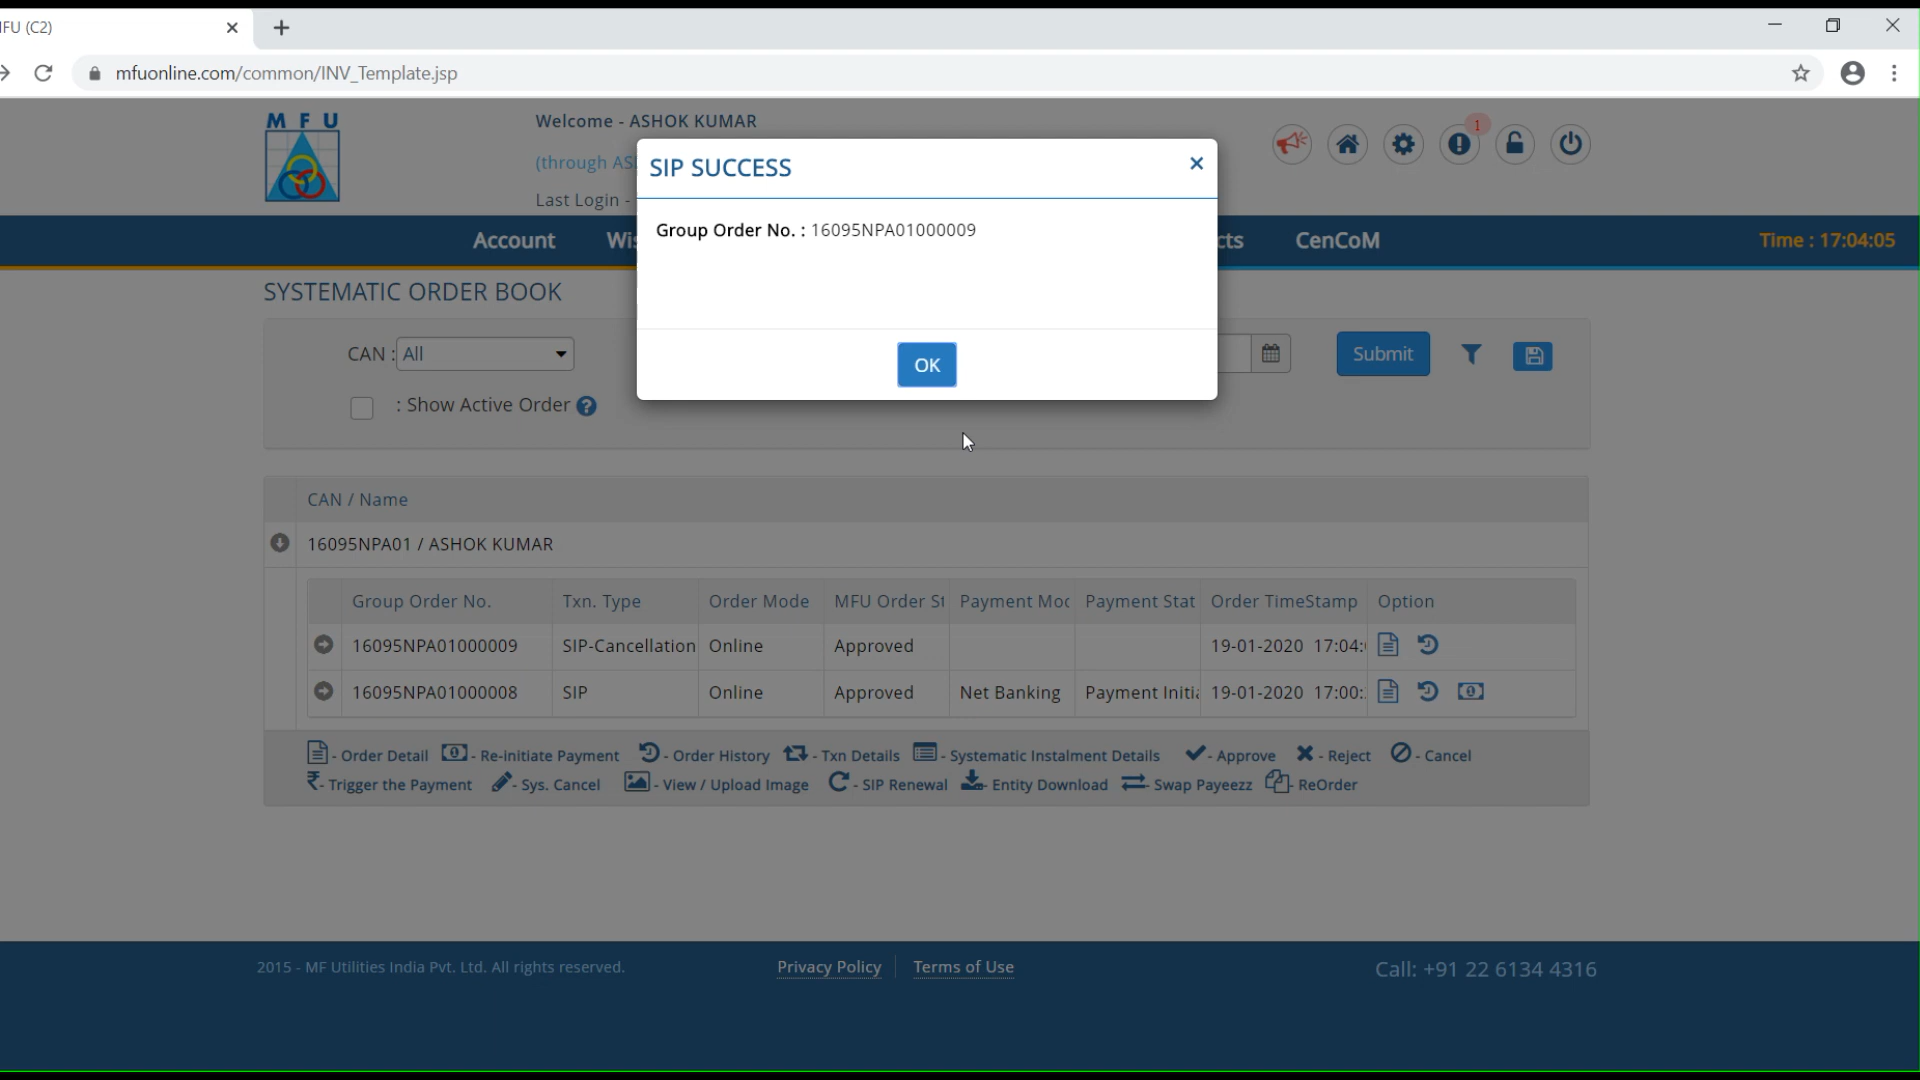 IFU (C2)
mfuonline.com/common/INV_Template.jsp
M F U
Welcome - ASHOK KUMAR
(through AS
Last Login -
1
SIP SUCCESS
Group Order No. : 16095NPA01000009
OK
Account Wis cts CenCoM Time : 17:04:05
SYSTEMATIC ORDER BOOK
CAN : All Submit
: Show Active Order ?
CAN / Name
16095NPA01 / ASHOK KUMAR
Group Order No. Txn. Type Order Mode MFU Order St Payment Moc Payment Stat Order TimeStamp Option
16095NPA01000009 SIP-Cancellation Online Approved 19-01-2020 17:04:
16095NPA01000008 SIP Online Approved Net Banking Payment Initia 19-01-2020 17:00:
- Order Detail - Re-initiate Payment - Order History - Txn Details - Systematic Instalment Details - Approve - Reject - Cancel
₹- Trigger the Payment - Sys. Cancel - View / Upload Image - SIP Renewal - Entity Download - Swap Payeezz - ReOrder
2015 - MF Utilities India Pvt. Ltd. All rights reserved. Privacy Policy Terms of Use Call: +91 22 6134 4316